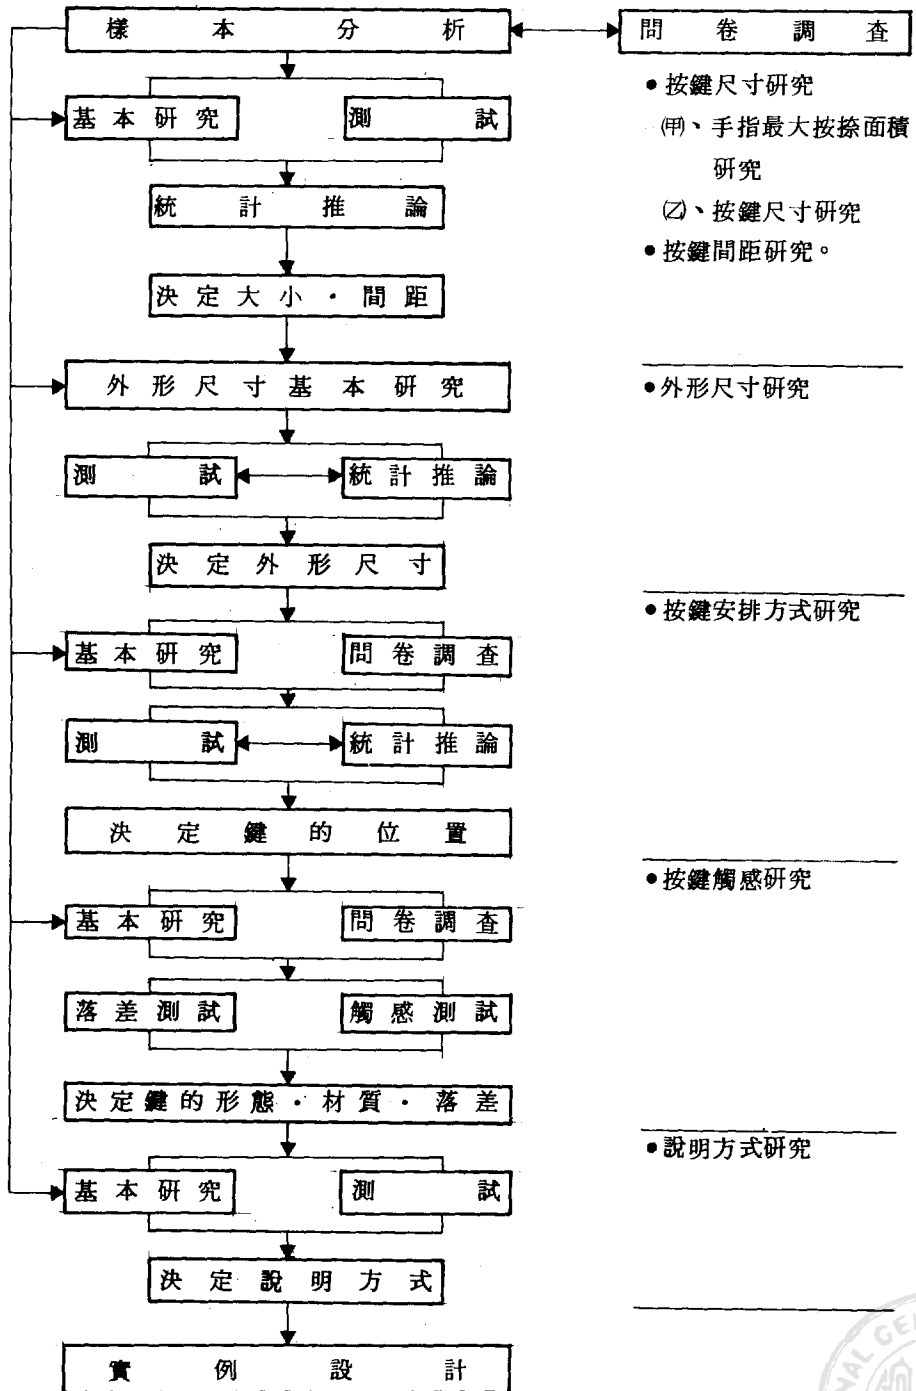 樣本分析 問卷調查
•按鍵尺寸研究
基本研究 測試
㈙、手指最大按捺面積
研究
統計推論
㈚、按鍵尺寸研究
•按鍵間距研究。
決定大小・間距
外形尺寸基本研究
•外形尺寸研究
測試 統計推論
決定外形尺寸
•按鍵安排方式研究
基本研究 問卷調查
測試 統計推論
決定鍵的位置
•按鍵觸感研究
基本研究 問卷調查
落差測試 觸感測試
決定鍵的形態・材質・落差
•說明方式研究
基本研究 測試
決定說明方式
實例設計